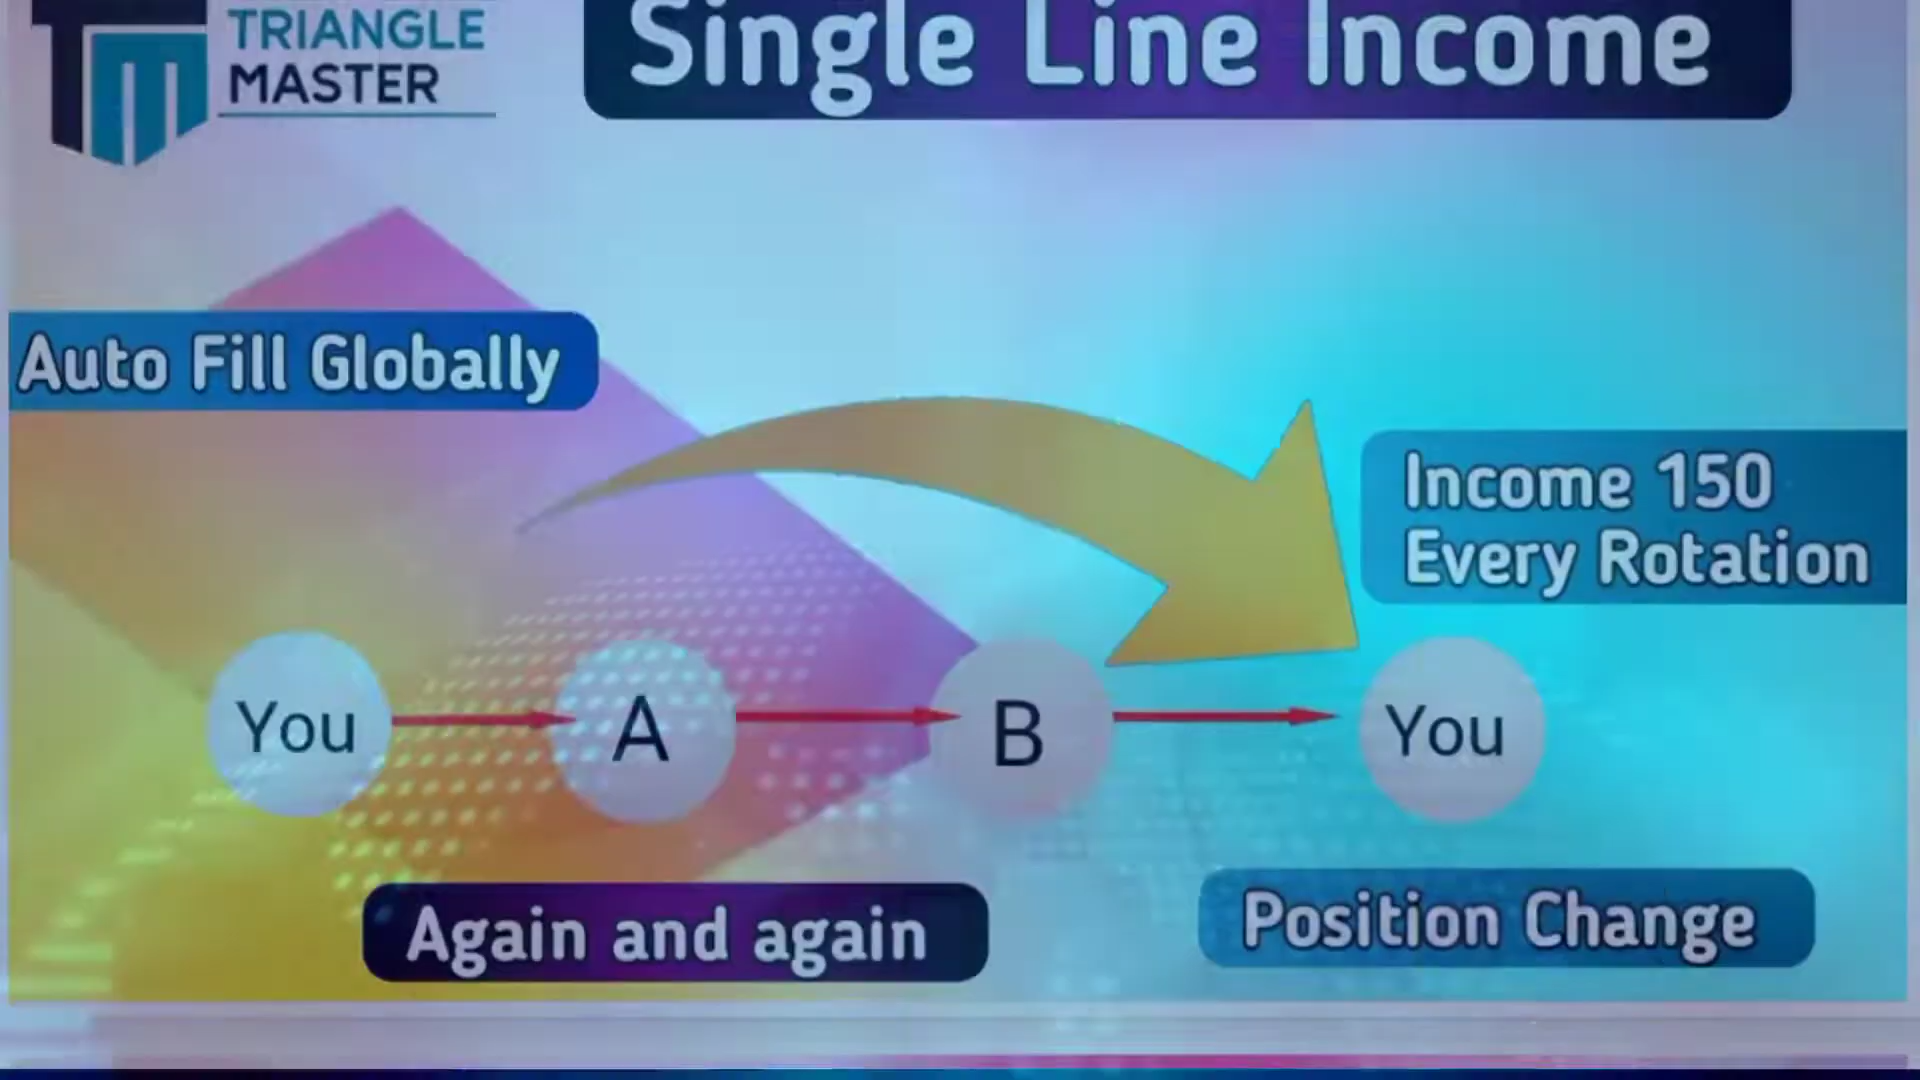 TRIANGLE
MASTER
Single Line Income
Auto Fill Globally
Income 150
Every Rotation
You
A
B
You
Again and again
Position Change